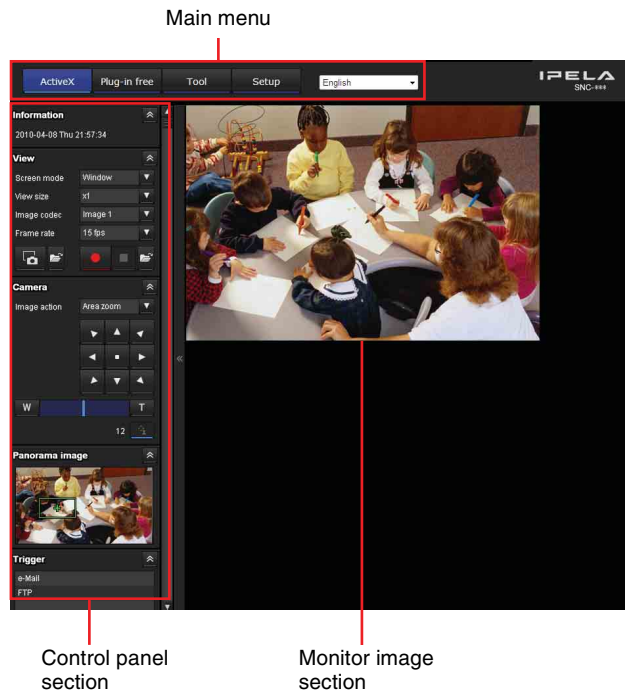 Main menu
ActiveX Plug-in free Tool Setup English
IPELA
SNC-***
Information
2010-04-08 Thu 21:57:34
View
Screen mode Window
View size x1
Image codec Image 1
Frame rate 15 fps
Camera
Image action Area zoom
W T
12
Panorama image
Trigger
e-Mail
FTP
Control panel
section
Monitor image
section